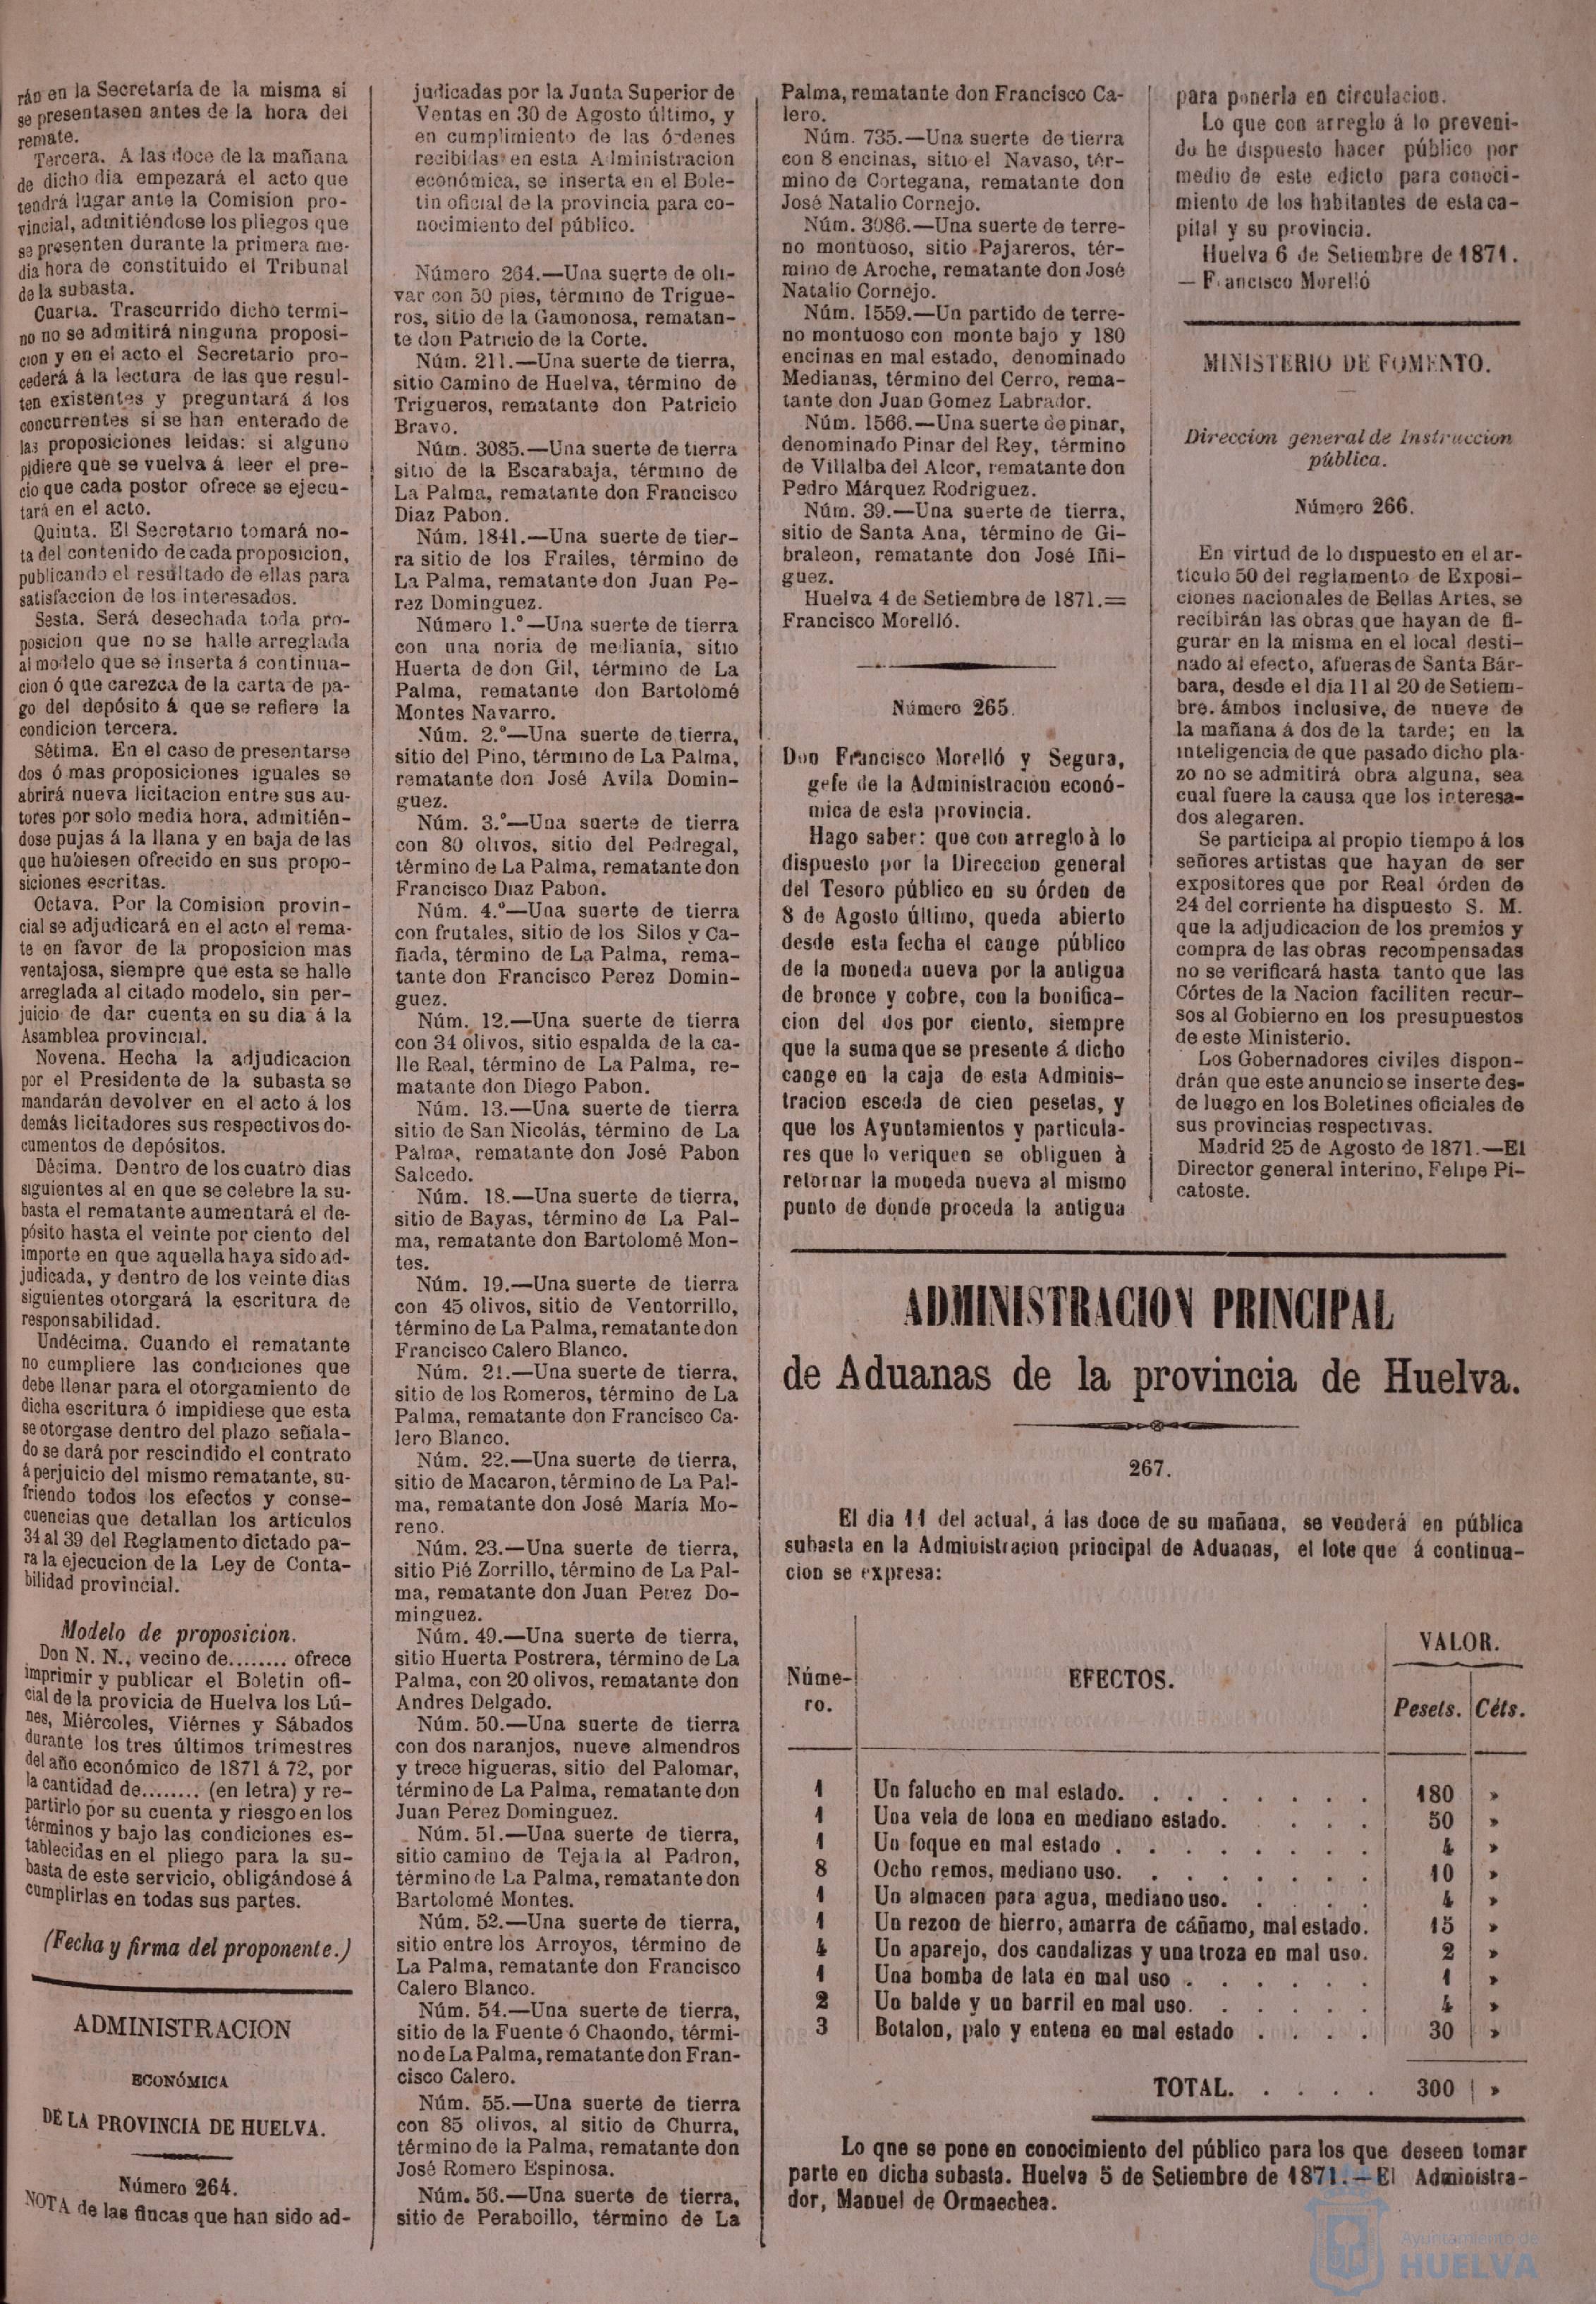 rán en la Secretaría de la misma si
se presentasen antes de la hora del
remate.
Tercera. A las doce de la mañana
de dicho dia empezará el acto que
tendrá lugar ante la Comision pro-
vincial, admitiéndose los pliegos que
se presenten durante la primera me-
dia hora de constituido el Tribunal
de la subasta.
Cuarta. Trascurrido dicho termi-
no no se admitirá ninguna proposi-
cion y en el acto el Secretario pro-
cederá á la lectura de las que resul-
ten existentes y preguntará á los
concurrentes si se han enterado de
las proposiciones leidas: si alguno
pidiere que se vuelva á leer el pre-
cio que cada postor ofrece se ejecu-
tará en el acto.
Quinta. El Secretario tomará no-
ta del contenido de cada proposicion,
publicando el resultado de ellas para
satisfaccion de los interesados.
Sesta. Será desechada toda pro-
posicion que no se halle arreglada
al modelo que se inserta á continua-
cion ó que carezca de la carta de pa-
go del depósito á que se refiere la
condicion tercera.
Sétima. En el caso de presentarse
dos ó mas proposiciones iguales se
abrirá nueva licitacion entre sus au-
tores por solo media hora, admitién-
dose pujas á la llana y en baja de las
que hubiesen ofrecido en sus propo-
siciones escritas.
Octava. Por la Comision provin-
cial se adjudicará en el acto el rema-
te en favor de la proposicion mas
ventajosa, siempre que esta se halle
arreglada al citado modelo, sin per-
juicio de dar cuenta en su dia á la
Asamblea provincial.
Novena. Hecha la adjudicacion
por el Presidente de la subasta se
mandarán devolver en el acto á los
demás licitadores sus respectivos do-
cumentos de depósitos.
Décima. Dentro de los cuatro dias
siguientes al en que se celebre la su-
basta el rematante aumentará el de-
pósito hasta el veinte por ciento del
importe en que aquella haya sido ad-
judicada, y dentro de los veinte dias
siguientes otorgará la escritura de
responsabilidad.
Undécima. Cuando el rematante
no cumpliere las condiciones que
debe llenar para el otorgamiento de
dicha escritura ó impidiese que esta
se otorgase dentro del plazo señala-
do se dará por rescindido el contrato
á perjuicio del mismo rematante, su-
friendo todos los efectos y conse-
cuencias que detallan los artículos
34 al 39 del Reglamento dictado pa-
ra la ejecucion de la Ley de Conta-
bilidad provincial.
Modelo de proposicion.
Don N. N., vecino de........ ofrece
imprimir y publicar el Boletin ofi-
cial de la provicia de Huelva los Lú-
nes, Miércoles, Viérnes y Sábados
durante los tres últimos trimestres
del año económico de 1871 á 72, por
la cantidad de........ (en letra) y re-
partirlo por su cuenta y riesgo en los
términos y bajo las condiciones es-
tablecidas en el pliego para la su-
basta de este servicio, obligándose á
cumplirlas en todas sus partes.
(Fecha y firma del proponente.)
ADMINISTRACION
ECONÓMICA
DE LA PROVINCIA DE HUELVA.
Número 264.
NOTA de las fincas que han sido ad-
judicadas por la Junta Superior de
Ventas en 30 de Agosto último, y
en cumplimiento de las órdenes
recibidas en esta Administracion
económica, se inserta en el Bole-
tin oficial de la provincia para co-
nocimiento del público.
Número 264.—Una suerte de oli-
var con 50 pies, término de Trigue-
ros, sitio de la Gamonosa, rematan-
te don Patricio de la Corte.
Núm. 211.—Una suerte de tierra,
sitio Camino de Huelva, término de
Trigueros, rematante don Patricio
Bravo.
Núm. 3085.—Una suerte de tierra
sitio de la Escarabaja, término de
La Palma, rematante don Francisco
Diaz Pabon.
Núm. 1841.—Una suerte de tier-
ra sitio de los Frailes, término de
La Palma, rematante don Juan Pe-
rez Dominguez.
Número 1.º—Una suerte de tierra
con una noria de mediania, sitio
Huerta de don Gil, término de La
Palma, rematante don Bartolomé
Montes Navarro.
Núm. 2.º—Una suerte de tierra,
sitio del Pino, término de La Palma,
rematante don José Avila Domin-
guez.
Núm. 3.º—Una suerte de tierra
con 80 olivos, sitio del Pedregal,
término de La Palma, rematante don
Francisco Diaz Pabon.
Núm. 4.º—Una suerte de tierra
con frutales, sitio de los Silos y Ca-
ñada, término de La Palma, rema-
tante don Francisco Perez Domin-
guez.
Núm. 12.—Una suerte de tierra
con 34 olivos, sitio espalda de la ca-
lle Real, término de La Palma, re-
matante don Diego Pabon.
Núm. 13.—Una suerte de tierra
sitio de San Nicolás, término de La
Palma, rematante don José Pabon
Salcedo.
Núm. 18.—Una suerte de tierra,
sitio de Bayas, término de La Pal-
ma, rematante don Bartolomé Mon-
tes.
Núm. 19.—Una suerte de tierra
con 45 olivos, sitio de Ventorrillo,
término de La Palma, rematante don
Francisco Calero Blanco.
Núm. 21.—Una suerte de tierra,
sitio de los Romeros, término de La
Palma, rematante don Francisco Ca-
lero Blanco.
Núm. 22.—Una suerte de tierra,
sitio de Macaron, término de La Pal-
ma, rematante don José María Mo-
reno.
Núm. 23.—Una suerte de tierra,
sitio Pié Zorrillo, término de La Pal-
ma, rematante don Juan Perez Do-
minguez.
Núm. 49.—Una suerte de tierra,
sitio Huerta Postrera, término de La
Palma, con 20 olivos, rematante don
Andres Delgado.
Núm. 50.—Una suerte de tierra
con dos naranjos, nueve almendros
y trece higueras, sitio del Palomar,
término de La Palma, rematante don
Juan Perez Dominguez.
Núm. 51.—Una suerte de tierra,
sitio camino de Tejala al Padron,
término de La Palma, rematante don
Bartolomé Montes.
Núm. 52.—Una suerte de tierra,
sitio entre los Arroyos, término de
La Palma, rematante don Francisco
Calero Blanco.
Núm. 54.—Una suerte de tierra,
sitio de la Fuente ó Chaondo, térmi-
no de La Palma, rematante don Fran-
cisco Calero.
Núm. 55.—Una suerte de tierra
con 85 olivos, al sitio de Churra,
término de la Palma, rematante don
José Romero Espinosa.
Núm. 56.—Una suerte de tierra,
sitio de Peraboillo, término de La
Palma, rematante don Francisco Ca-
lero.
Núm. 735.—Una suerte de tierra
con 8 encinas, sitio el Navaso, tér-
mino de Cortegana, rematante don
José Natalio Cornejo.
Núm. 3086.—Una suerte de terre-
no montuoso, sitio Pajareros, tér-
mino de Aroche, rematante don José
Natalio Cornejo.
Núm. 1559.—Un partido de terre-
no montuoso con monte bajo y 180
encinas en mal estado, denominado
Medianas, término del Cerro, rema-
tante don Juan Gomez Labrador.
Núm. 1566.—Una suerte de pinar,
denominado Pinar del Rey, término
de Villalba del Alcor, rematante don
Pedro Márquez Rodriguez.
Núm. 39.—Una suerte de tierra,
sitio de Santa Ana, término de Gi-
braleon, rematante don José Iñi-
guez.
Huelva 4 de Setiembre de 1871.=
Francisco Morelló.
Número 265.
Don Francisco Morelló y Segura,
gefe de la Administracion econó-
mica de esta provincia.
Hago saber: que con arreglo à lo
dispuesto por la Direccion general
del Tesoro público en su órden de
8 de Agosto último, queda abierto
desde esta fecha el cange público
de la moneda nueva por la antigua
de bronce y cobre, con la bonifica-
cion del dos por ciento, siempre
que la suma que se presente á dicho
cange en la caja de esta Adminis-
tracion esceda de cien pesetas, y
que los Ayuntamientos y particula-
res que lo veriquen se obliguen à
retornar la moneda nueva al mismo
punto de donde proceda la antigua
para ponerla en circulacion.
Lo que con arreglo á lo preveni-
do he dispuesto hacer público por
medio de este edicto para conoci-
miento de los habitantes de esta ca-
pital y su provincia.
Huelva 6 de Setiembre de 1871.
— Francisco Morelló
MINISTERIO DE FOMENTO.
Direccion general de Instruccion
pública.
Número 266.
En virtud de lo dispuesto en el ar-
tículo 50 del reglamento de Exposi-
ciones nacionales de Bellas Artes, se
recibirán las obras que hayan de fi-
gurar en la misma en el local desti-
nado al efecto, afueras de Santa Bár-
bara, desde el dia 11 al 20 de Setiem-
bre. ámbos inclusive, de nueve de
la mañana á dos de la tarde; en la
inteligencia de que pasado dicho pla-
zo no se admitirá obra alguna, sea
cual fuere la causa que los interesa-
dos alegaren.
Se participa al propio tiempo á los
señores artistas que hayan de ser
expositores que por Real órden de
24 del corriente ha dispuesto S. M.
que la adjudicacion de los premios y
compra de las obras recompensadas
no se verificará hasta tanto que las
Córtes de la Nacion faciliten recur-
sos al Gobierno en los presupuestos
de este Ministerio.
Los Gobernadores civiles dispon-
drán que este anuncio se inserte des-
de luego en los Boletines oficiales de
sus provincias respectivas.
Madrid 25 de Agosto de 1871.—El
Director general interino, Felipe Pi-
catoste.
ADMINISTRACION PRINCIPAL
de Aduanas de la provincia de Huelva.
267.
El dia 11 del actual, á las doce de su mañana, se venderá en pública
subasta en la Administracion principal de Aduanas, el lote que á continua-
cion se expresa:
Núme-
ro. EFECTOS. VALOR.
Pesets. Céts.
1 Un falucho en mal estado. . . . . . . . 180 »
1 Una vela de lona en mediano estado. . . . . 50 »
1 Un foque en mal estado . . . . . . . . 4 »
8 Ocho remos, mediano uso. . . . . . . . 10 »
1 Un almacen para agua, mediano uso. . . . . 4 »
1 Un rezon de hierro, amarra de cáñamo, mal estado. 15 »
4 Un aparejo, dos candalizas y una troza en mal uso. 2 »
1 Una bomba de lata en mal uso . . . . . . 1 »
2 Un balde y un barril en mal uso. . . . . . 4 »
3 Botalon, palo y entena en mal estado . . . . 30 »
TOTAL. . . . . 300 »
Lo que se pone en conocimiento del público para los que deseen tomar
parte en dicha subasta. Huelva 5 de Setiembre de 1871.—El Administra-
dor, Manuel de Ormaechea.
Ayuntamiento de
HUELVA